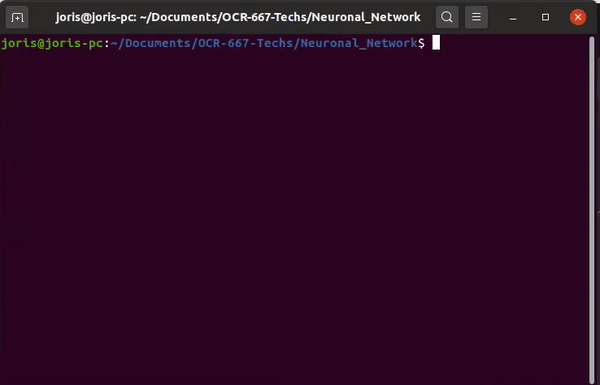 joris@joris-pc: ~/Documents/OCR-667-Techs/Neuronal_Network
joris@joris-pc:~/Documents/OCR-667-Techs/Neuronal_Network$